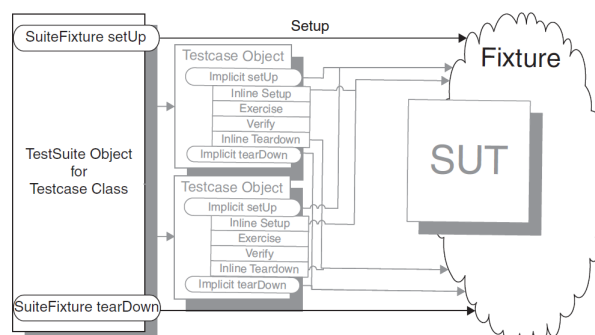 Setup
SuiteFixture setUp
Fixture
Testcase Object
Implicit setUp
Inline Setup
Exercise
Verify
Inline Teardown
Implicit tearDown
TestSuite Object
for
Testcase Class
SUT
Testcase Object
Implicit setUp
Inline Setup
Exercise
Verify
Inline Teardown
Implicit tearDown
SuiteFixture tearDown